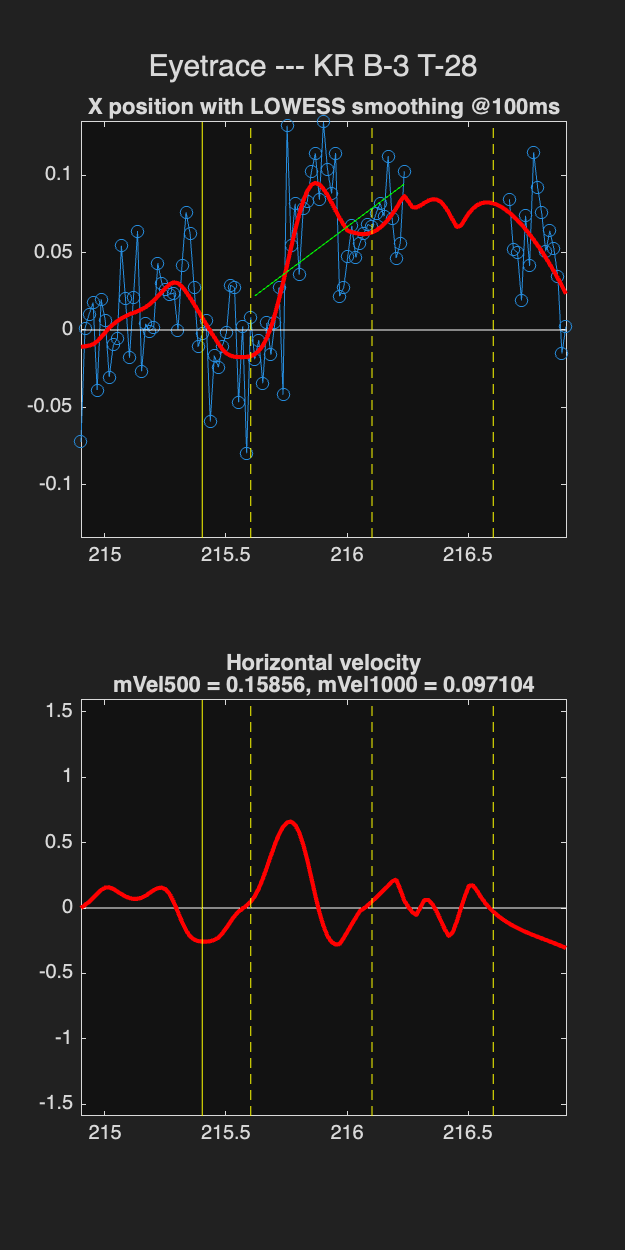 Eyetrace --- KR B-3 T-28
X position with LOWESS smoothing @100ms
0.1
0.05
0
-0.05
-0.1
215 215.5 216 216.5
Horizontal velocity
mVel500 = 0.15856, mVel1000 = 0.097104
1.5
1
0.5
0
-0.5
-1
-1.5
215 215.5 216 216.5